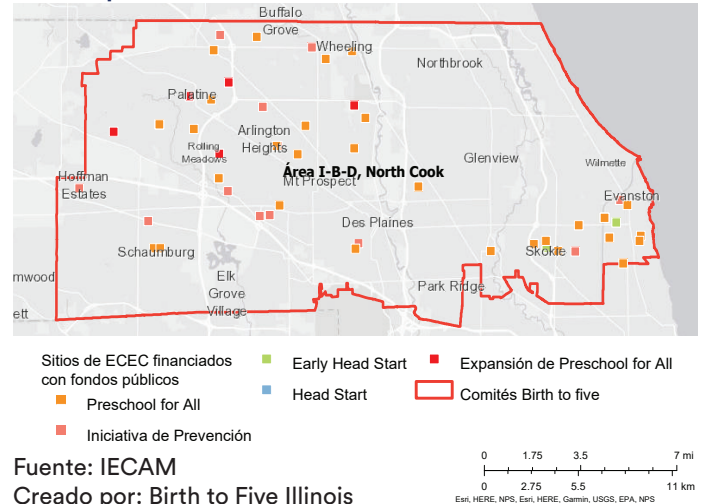 Buffalo
Grove
Wheeling
Northbrook
Palatine
Arlington
Heights
Rolling
Meadows
Área I-B-D, North Cook
Glenview
Wilmette
Hoffman
Estates
Mt Prospect
Evanston
Des Plaines
Schaumburg
Skokie
mwood
Elk
Grove
Village
Park Ridge
ett
Sitios de ECEC financiados
con fondos públicos
Preschool for All
Iniciativa de Prevención
Early Head Start
Head Start
Expansión de Preschool for All
Comités Birth to five
Fuente: IECAM
Creado por: Birth to Five Illinois
0 1.75 3.5 7 mi
0 2.75 5.5 11 km
Esri, HERE, NPS, Esri, HERE, Garmin, USGS, EPA, NPS